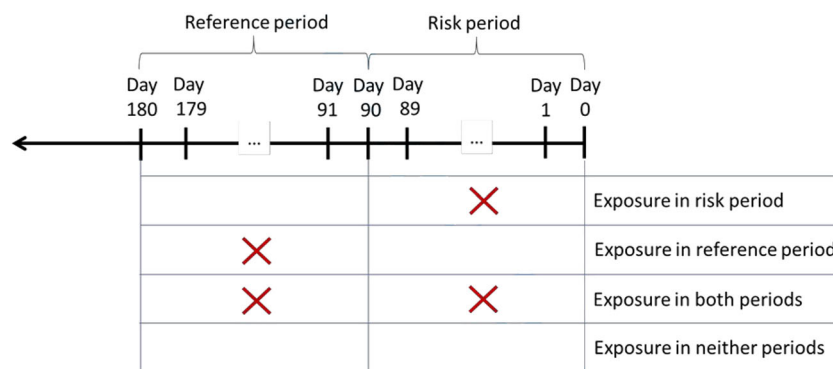 Reference period
Risk period
Day 180
Day 179
Day 91
Day 90
Day 89
Day 1
Day 0
...
...
Exposure in risk period
Exposure in reference period
Exposure in both periods
Exposure in neither periods